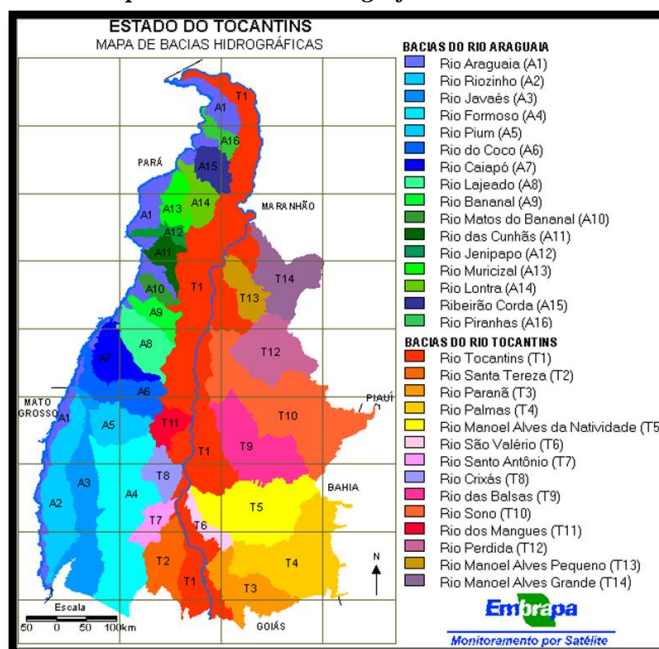 ESTADO DO TOCANTINS
MAPA DE BACIAS HIDROGRÁFICAS
BACIAS DO RIO ARAGUAIA
Rio Araguaia (A1)
Rio Riozinho (A2)
Rio Javaés (A3)
Rio Formoso (A4)
Rio Pium (A5)
Rio do Coco (A6)
Rio Caiapó (A7)
Rio Lajeado (A8)
Rio Bananal (A9)
Rio Matos do Bananal (A10)
Rio das Cunhãs (A11)
Rio Jenipapo (A12)
Rio Muricizal (A13)
Rio Lontra (A14)
Ribeirão Corda (A15)
Rio Piranhas (A16)
BACIAS DO RIO TOCANTINS
Rio Tocantins (T1)
Rio Santa Tereza (T2)
Rio Paranã (T3)
Rio Palmas (T4)
Rio Manoel Alves da Natividade (T5
Rio São Valério (T6)
Rio Santo Antônio (T7)
Rio Crixás (T8)
Rio das Balsas (T9)
Rio Sono (T10)
Rio dos Mangues (T11)
Rio Perdida (T12)
Rio Manoel Alves Pequeno (T13)
Rio Manoel Alves Grande (T14)
T1
A1
A16
PARÁ
A15
A14
MARANHÃO
A1
A13
A12
A11
T14
A10
T1
T13
A9
A8
T12
A7
A6
MATO
GROSSO
PIAUÍ
A1
A5
T11
T10
T1
T9
T8
A3
BAHIA
A2
A4
T5
T7
T6
T2
T4
N
T1
T3
Escala
50 0 50 100km
GOIÁS
Embrapa
Monitoramento por Satélite